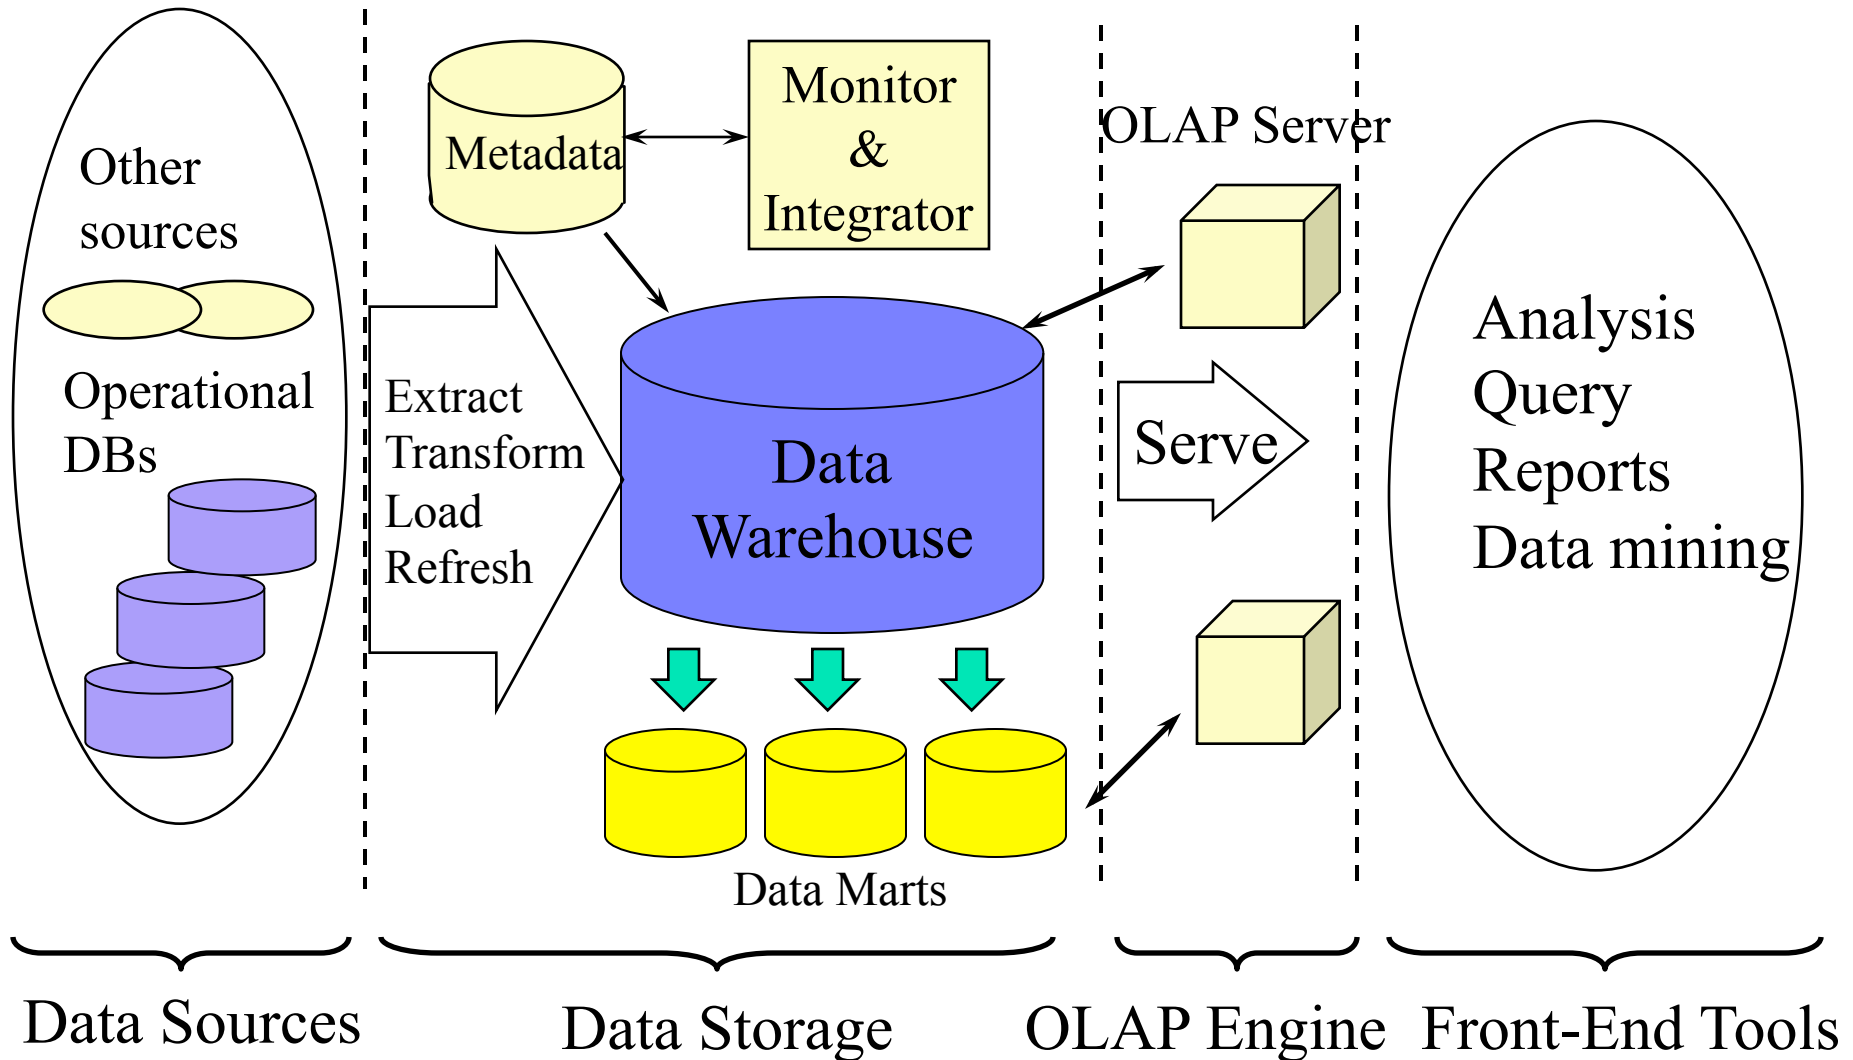 Other
sources
Operational
DBs
Metadata
Monitor
&
Integrator
Extract
Transform
Load
Refresh
Data
Warehouse
Data Marts
OLAP Server
Serve
Analysis
Query
Reports
Data mining
Data Sources
Data Storage
OLAP Engine
Front-End Tools